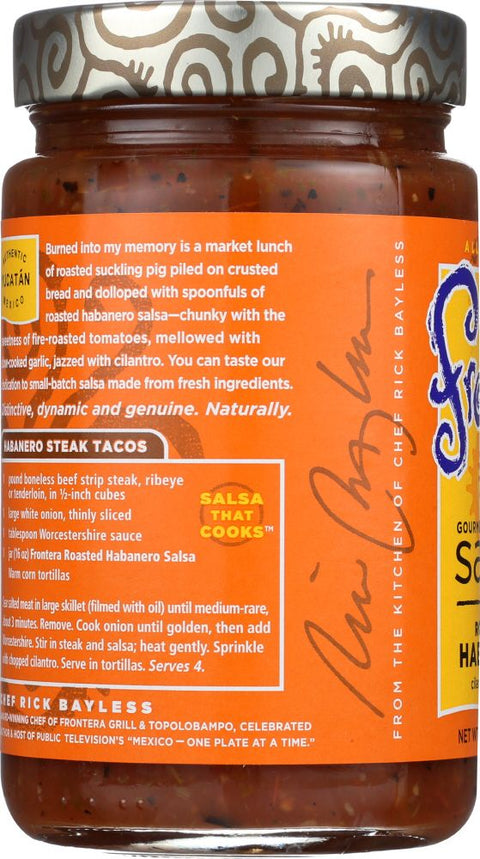 AUTHENTIC
YUCATÁN
MEXICO
Burned into my memory is a market lunch
of roasted suckling pig piled on crusted
bread and dolloped with spoonfuls of
roasted habanero salsa—chunky with the
sweetness of fire-roasted tomatoes, mellowed with
slow-cooked garlic, jazzed with cilantro. You can taste our
dedication to small-batch salsa made from fresh ingredients.
Distinctive, dynamic and genuine. Naturally.
HABANERO STEAK TACOS
pound boneless beef strip steak, ribeye
or tenderloin, in ½-inch cubes
large white onion, thinly sliced
tablespoon Worcestershire sauce
jar (16 oz) Frontera Roasted Habanero Salsa
Warm corn tortillas
SALSA
THAT
COOKS™
Sear salted meat in large skillet (filmed with oil) until medium-rare,
about 3 minutes. Remove. Cook onion until golden, then add
Worcestershire. Stir in steak and salsa; heat gently. Sprinkle
with chopped cilantro. Serve in tortillas. Serves 4.
CHEF RICK BAYLESS
AWARD-WINNING CHEF OF FRONTERA GRILL & TOPOLOBAMPO, CELEBRATED
AUTHOR & HOST OF PUBLIC TELEVISION'S “MEXICO — ONE PLATE AT A TIME.”
Rick Bayless
FROM THE KITCHEN OF CHEF RICK BAYLESS
NET W